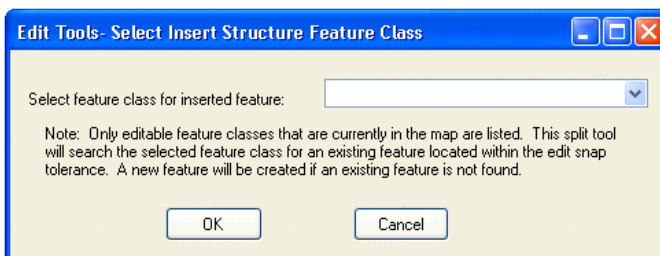 Edit Tools- Select Insert Structure Feature Class
Select feature class for inserted feature:
Note: Only editable feature classes that are currently in the map are listed. This split tool
will search the selected feature class for an existing feature located within the edit snap
tolerance. A new feature will be created if an existing feature is not found.
OK
Cancel